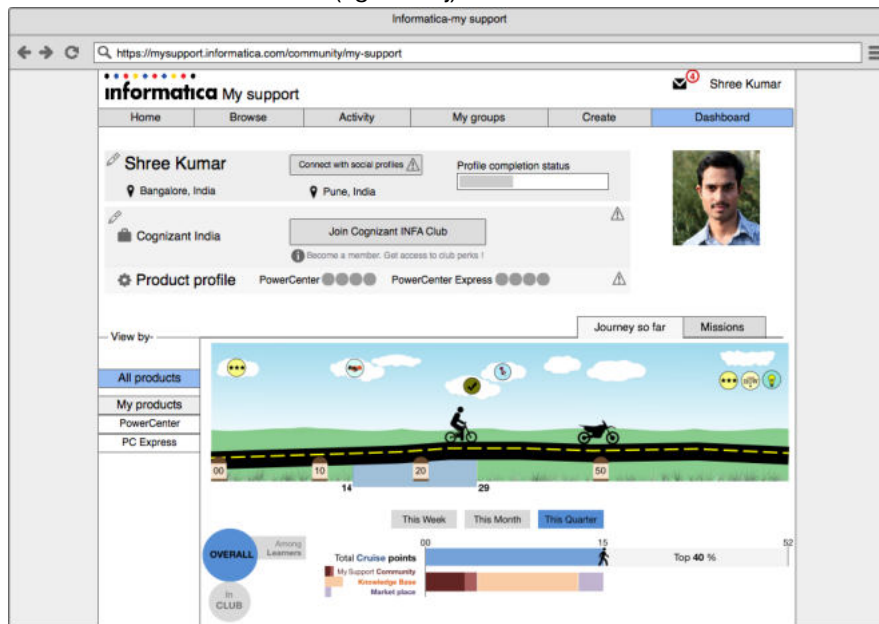 Informatica-my support
https://mysupport.informatica.com/community/my-support
informatica My support
4
Shree Kumar
Home Browse Activity My groups Create Dashboard
Shree Kumar
Connect with social profiles
Profile completion status
Bangalore, India
Pune, India
Cognizant India
Join Cognizant INFA Club
Become a member. Get access to club perks !
Product profile PowerCenter PowerCenter Express
Journey so far Missions
View by-
All products
My products
PowerCenter
PC Express
00 10 20 50
14 29
This Week This Month This Quarter
00 15 52
OVERALL
Among
Learners
Total Cruise points
Top 40 %
My Support Community
Knowledge Base
Market place
In
CLUB